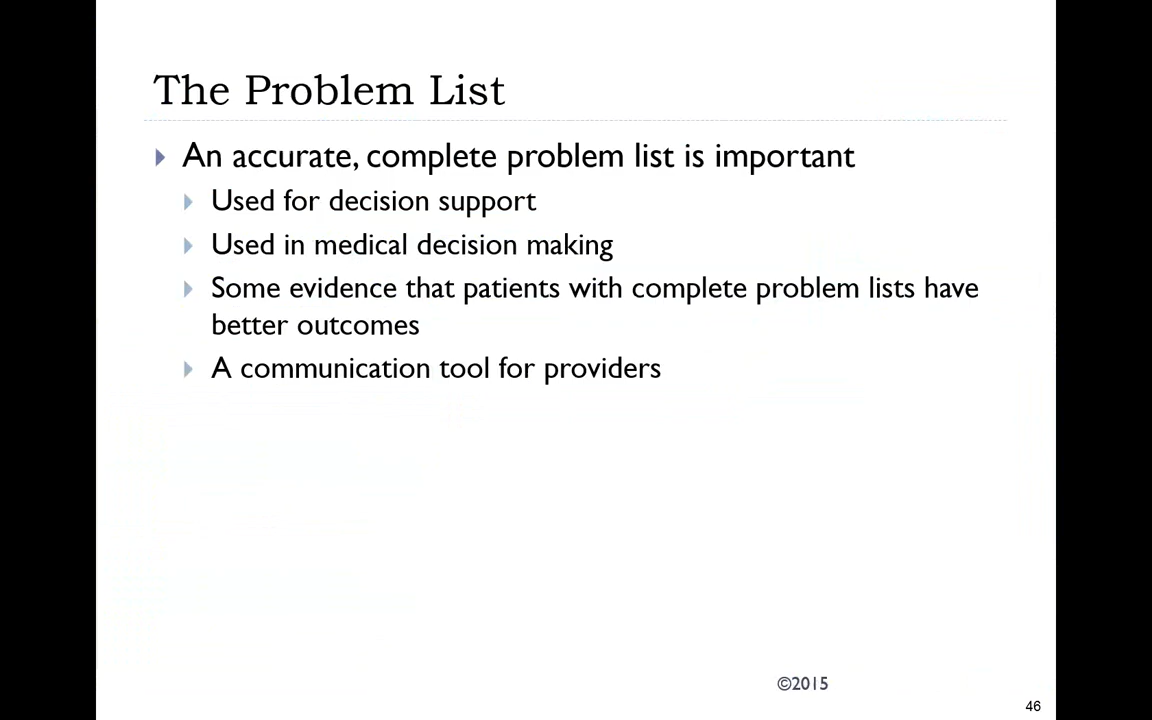 The Problem List
An accurate, complete problem list is important
Used for decision support
Used in medical decision making
Some evidence that patients with complete problem lists have
better outcomes
A communication tool for providers
©2015
46